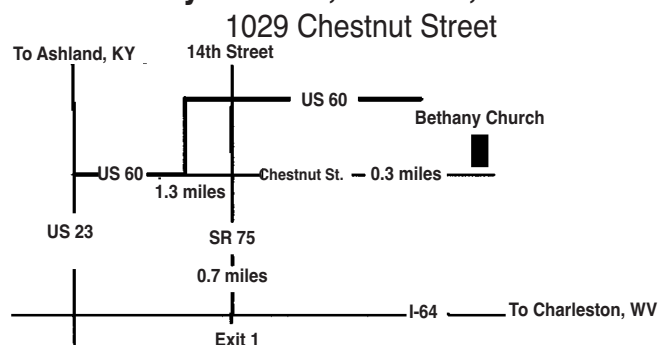 1029 Chestnut Street
To Ashland, KY
14th Street
US 60
Bethany Church
US 60
Chestnut St.
0.3 miles
1.3 miles
US 23
SR 75
0.7 miles
I-64
To Charleston, WV
Exit 1